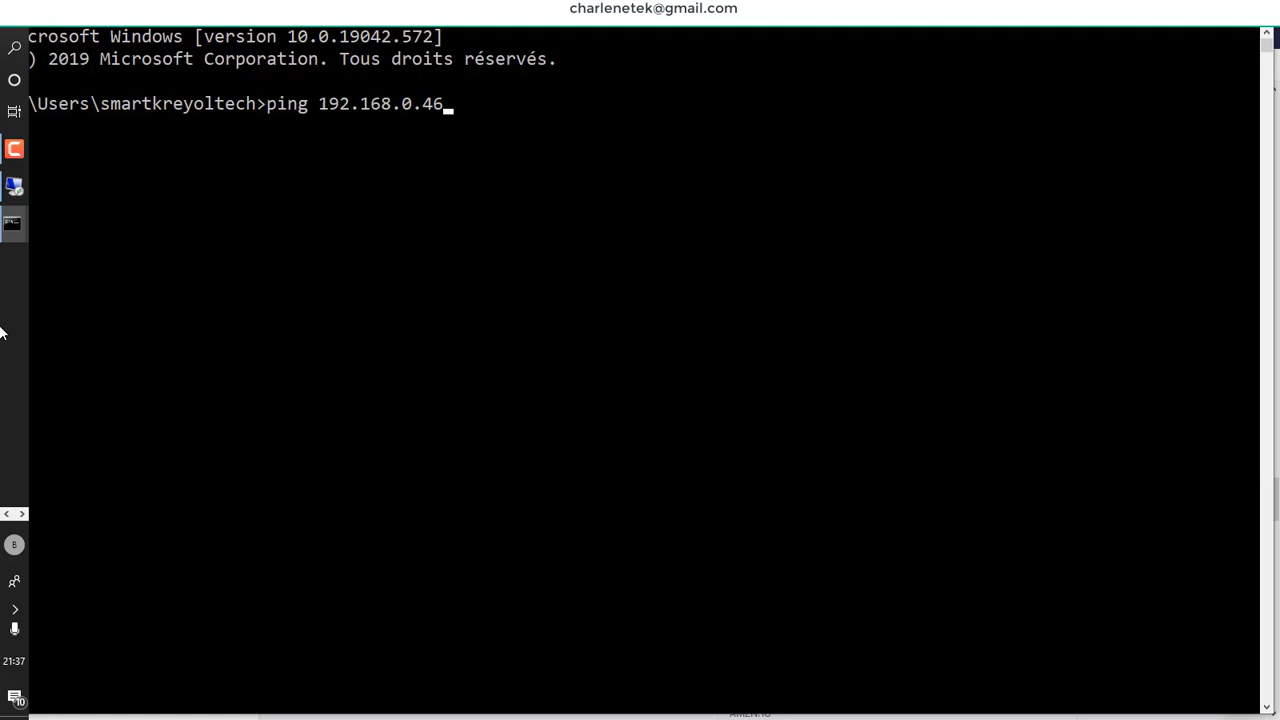 charlenetek@gmail.com
crosoft Windows [version 10.0.19042.572]
) 2019 Microsoft Corporation. Tous droits réservés.
\Users\smartkreyoltech>ping 192.168.0.46
B
21:37
10